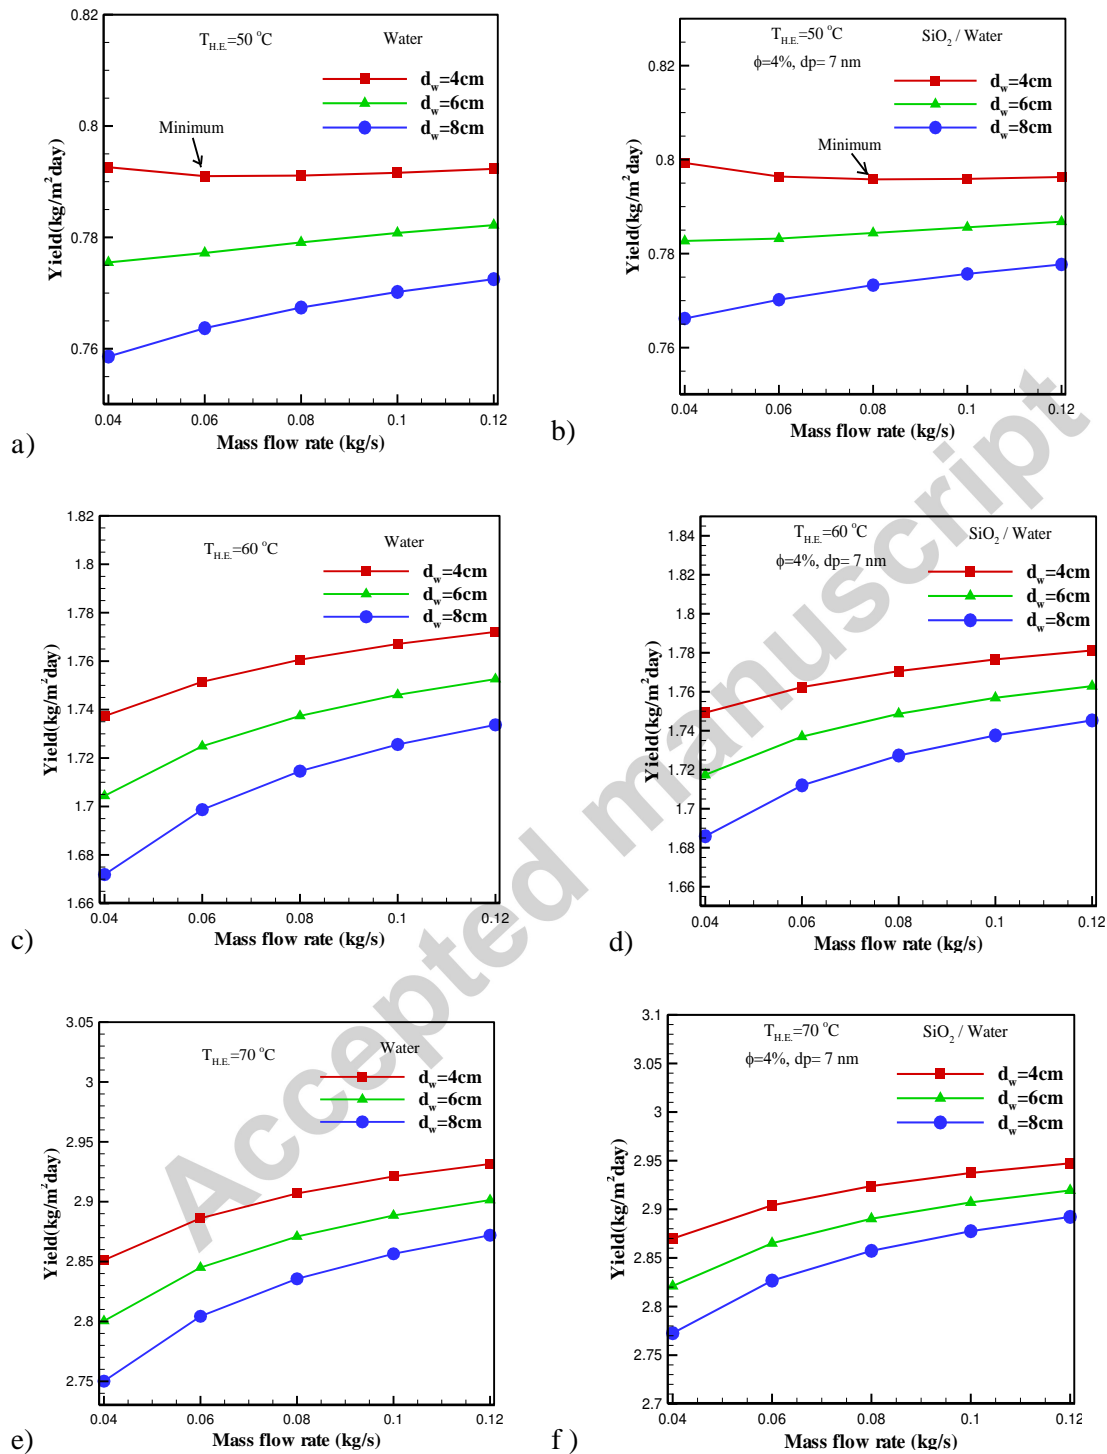 0.82
T_H.E.=50 °C
Water
d_w=4cm
d_w=6cm
d_w=8cm
0.8
Minimum
0.78
0.76
Yield(kg/m²day)
0.04 0.06 0.08 0.1 0.12
Mass flow rate (kg/s)
a)
T_H.E.=50 °C
SiO₂ / Water
ϕ=4%, dp= 7 nm
0.82
d_w=4cm
d_w=6cm
d_w=8cm
0.8
Minimum
0.78
0.76
Yield(kg/m²day)
0.04 0.06 0.08 0.1 0.12
Mass flow rate (kg/s)
b)
1.82
T_H.E.=60 °C
Water
1.8
d_w=4cm
d_w=6cm
d_w=8cm
1.78
1.76
1.74
1.72
1.7
1.68
1.66
Yield(kg/m²day)
0.04 0.06 0.08 0.1 0.12
Mass flow rate (kg/s)
c)
1.84
T_H.E.=60 °C
SiO₂ / Water
ϕ=4%, dp= 7 nm
1.82
d_w=4cm
d_w=6cm
d_w=8cm
1.8
1.78
1.76
1.74
1.72
1.7
1.68
1.66
Yield(kg/m²day)
0.04 0.06 0.08 0.1 0.12
Mass flow rate (kg/s)
d)
3.05
T_H.E.=70 °C
Water
3
d_w=4cm
d_w=6cm
d_w=8cm
2.95
2.9
2.85
2.8
2.75
Yield(kg/m²day)
0.04 0.06 0.08 0.1 0.12
Mass flow rate (kg/s)
e)
3.1
T_H.E.=70 °C
SiO₂ / Water
ϕ=4%, dp= 7 nm
3.05
d_w=4cm
d_w=6cm
d_w=8cm
3
2.95
2.9
2.85
2.8
2.75
2.7
Yield(kg/m²day)
0.04 0.06 0.08 0.1 0.12
Mass flow rate (kg/s)
f )
Accepted manuscript